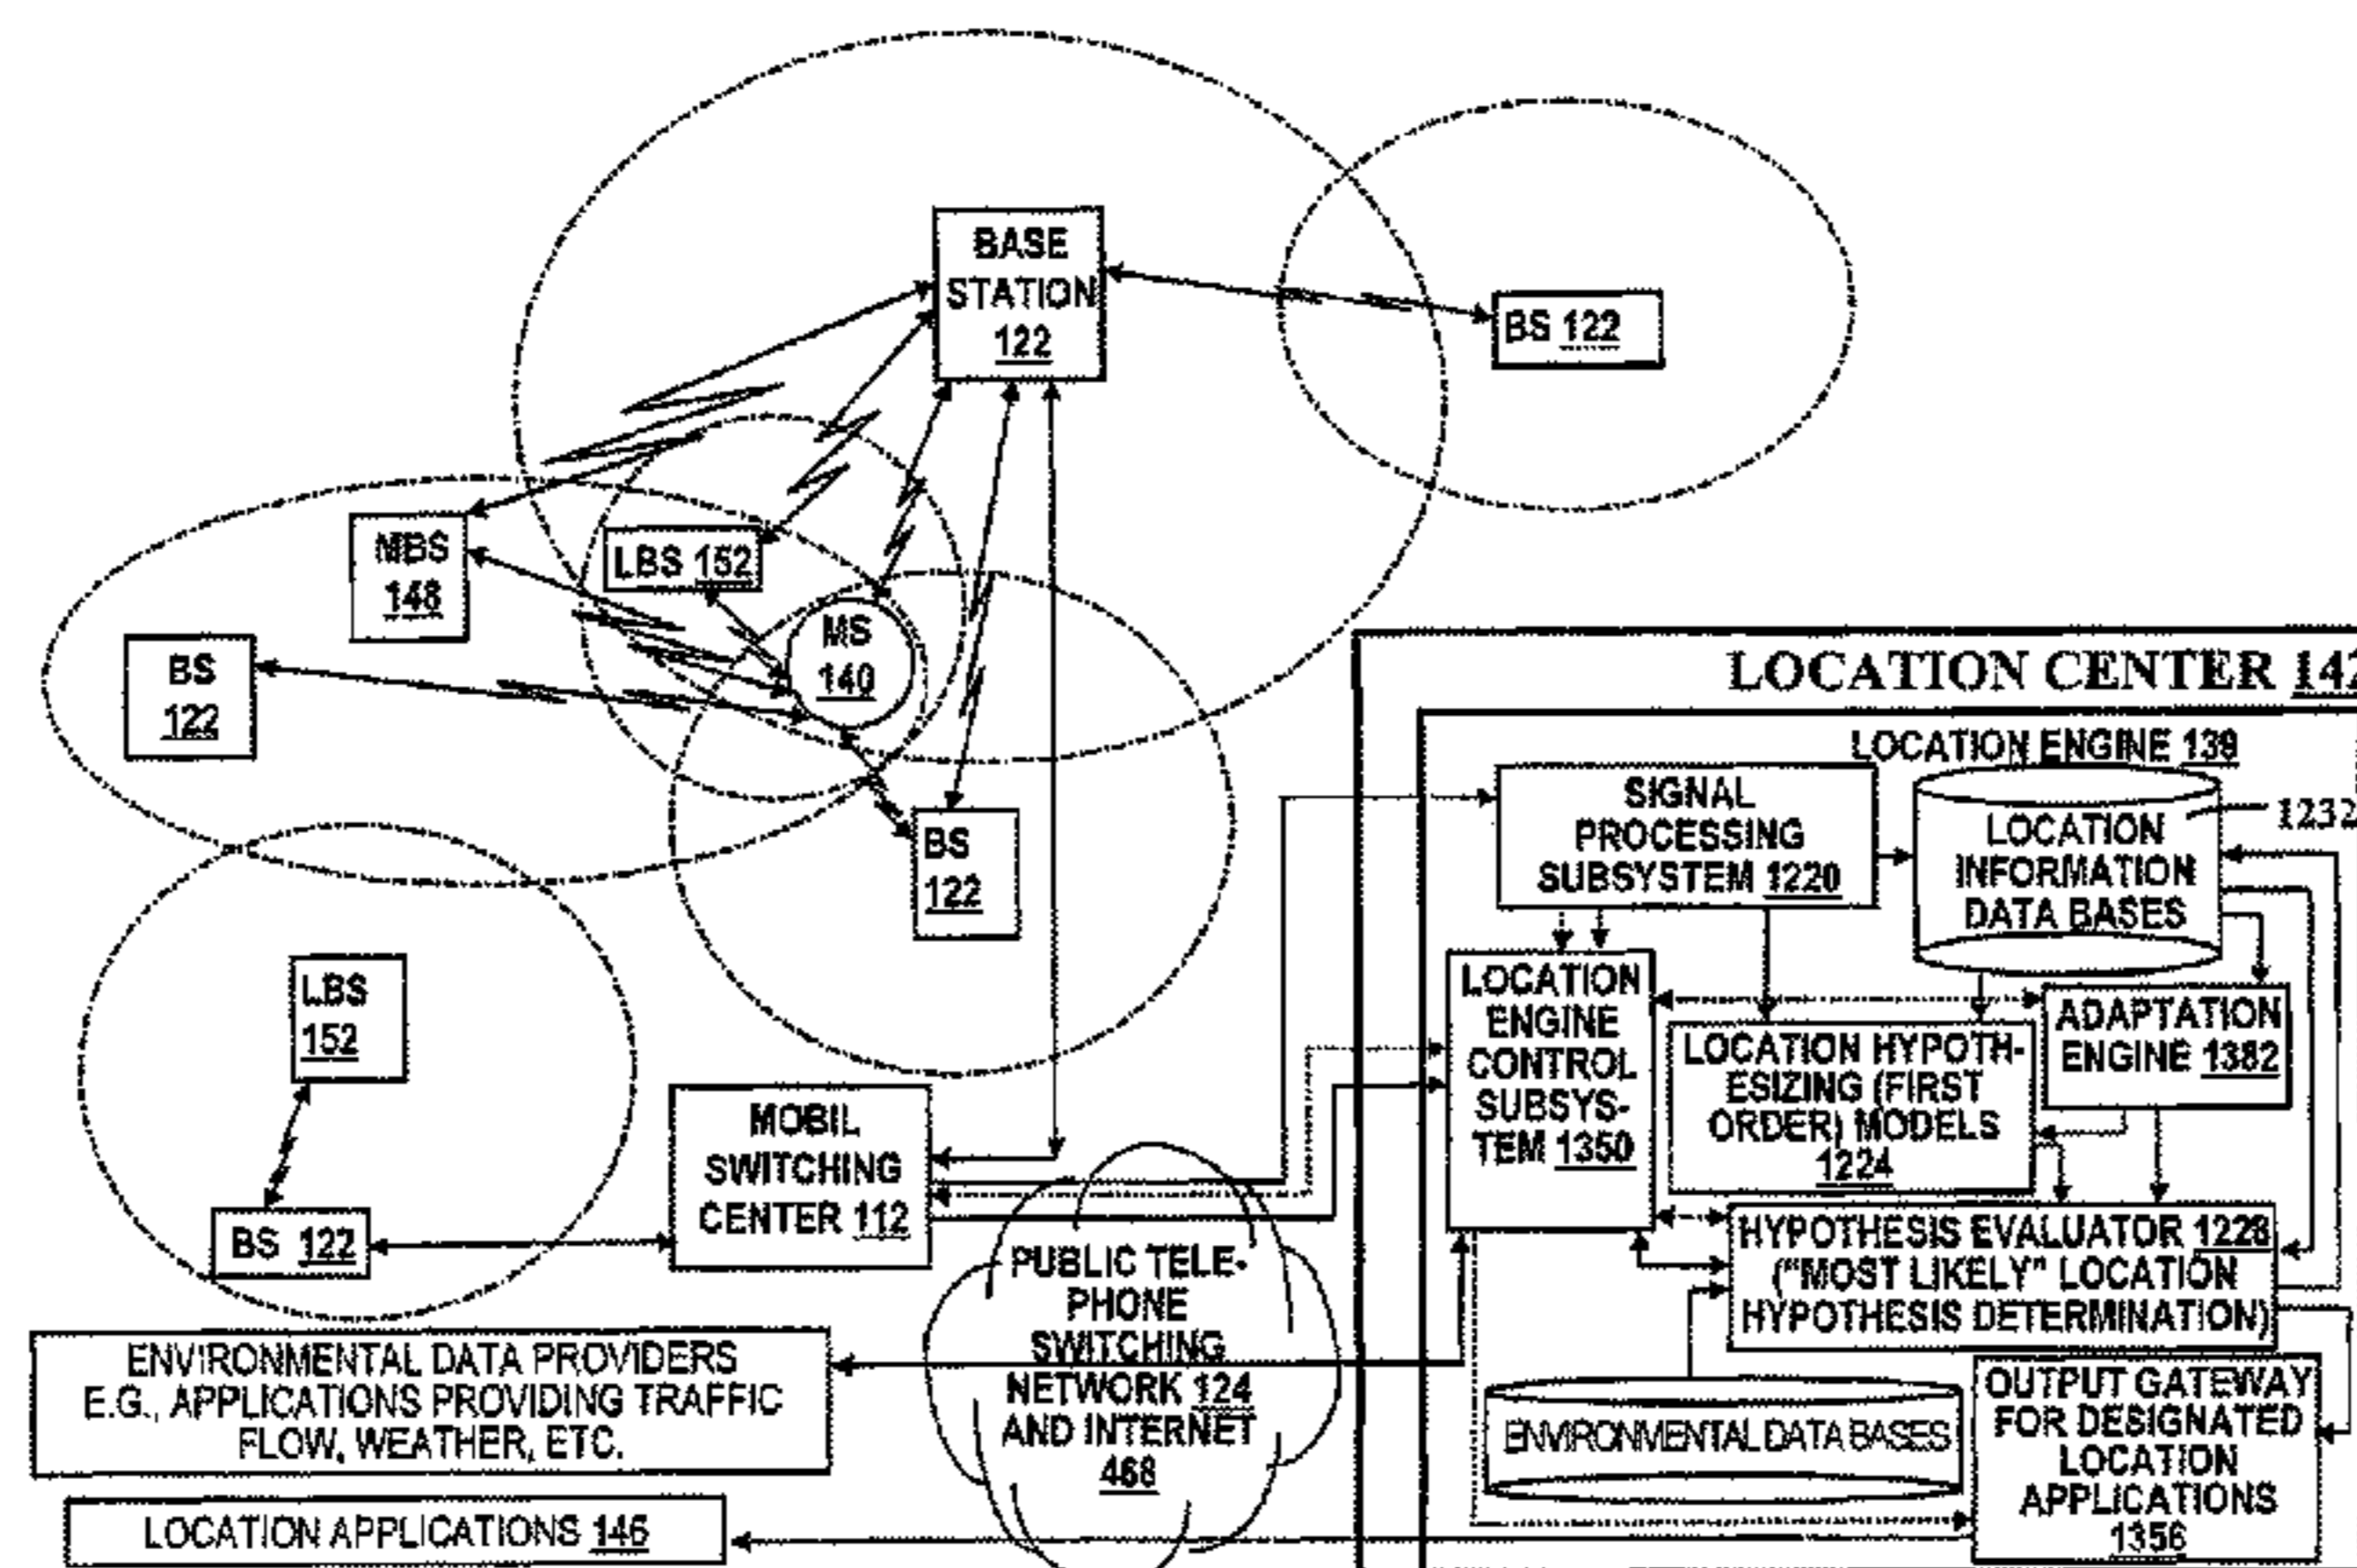 BASE
STATION
122
BS 122
MBS
148
LBS 152
MS
140
BS
122
BS
122
LBS
152
BS 122
MOBIL
SWITCHING
CENTER 112
PUBLIC TELE-
PHONE
SWITCHING
NETWORK 124
AND INTERNET
468
ENVIRONMENTAL DATA PROVIDERS
E.G., APPLICATIONS PROVIDING TRAFFIC
FLOW, WEATHER, ETC.
LOCATION APPLICATIONS 146
LOCATION CENTER 142
LOCATION ENGINE 139
SIGNAL
PROCESSING
SUBSYSTEM 1220
LOCATION
INFORMATION
DATA BASES
1232
LOCATION
ENGINE
CONTROL
SUBSYS-
TEM 1350
LOCATION HYPOTH-
ESIZING (FIRST
ORDER) MODELS
1224
ADAPTATION
ENGINE 1382
HYPOTHESIS EVALUATOR 1228
("MOST LIKELY" LOCATION
HYPOTHESIS DETERMINATION)
ENVIRONMENTAL DATA BASES
OUTPUT GATEWAY
FOR DESIGNATED
LOCATION
APPLICATIONS
1356